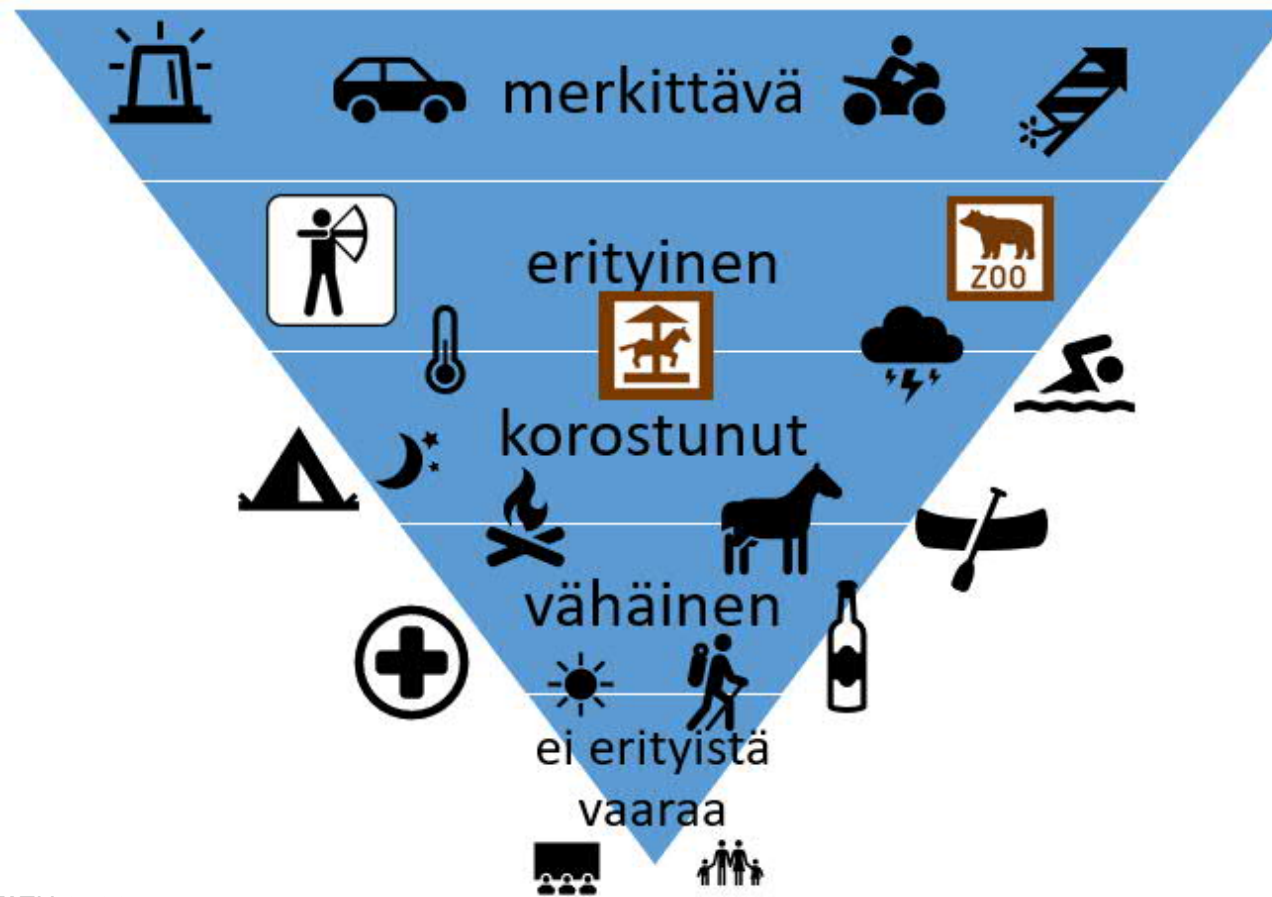 merkittävä
erityinen
ZOO
korostunut
vähäinen
ei erityistä
vaaraa